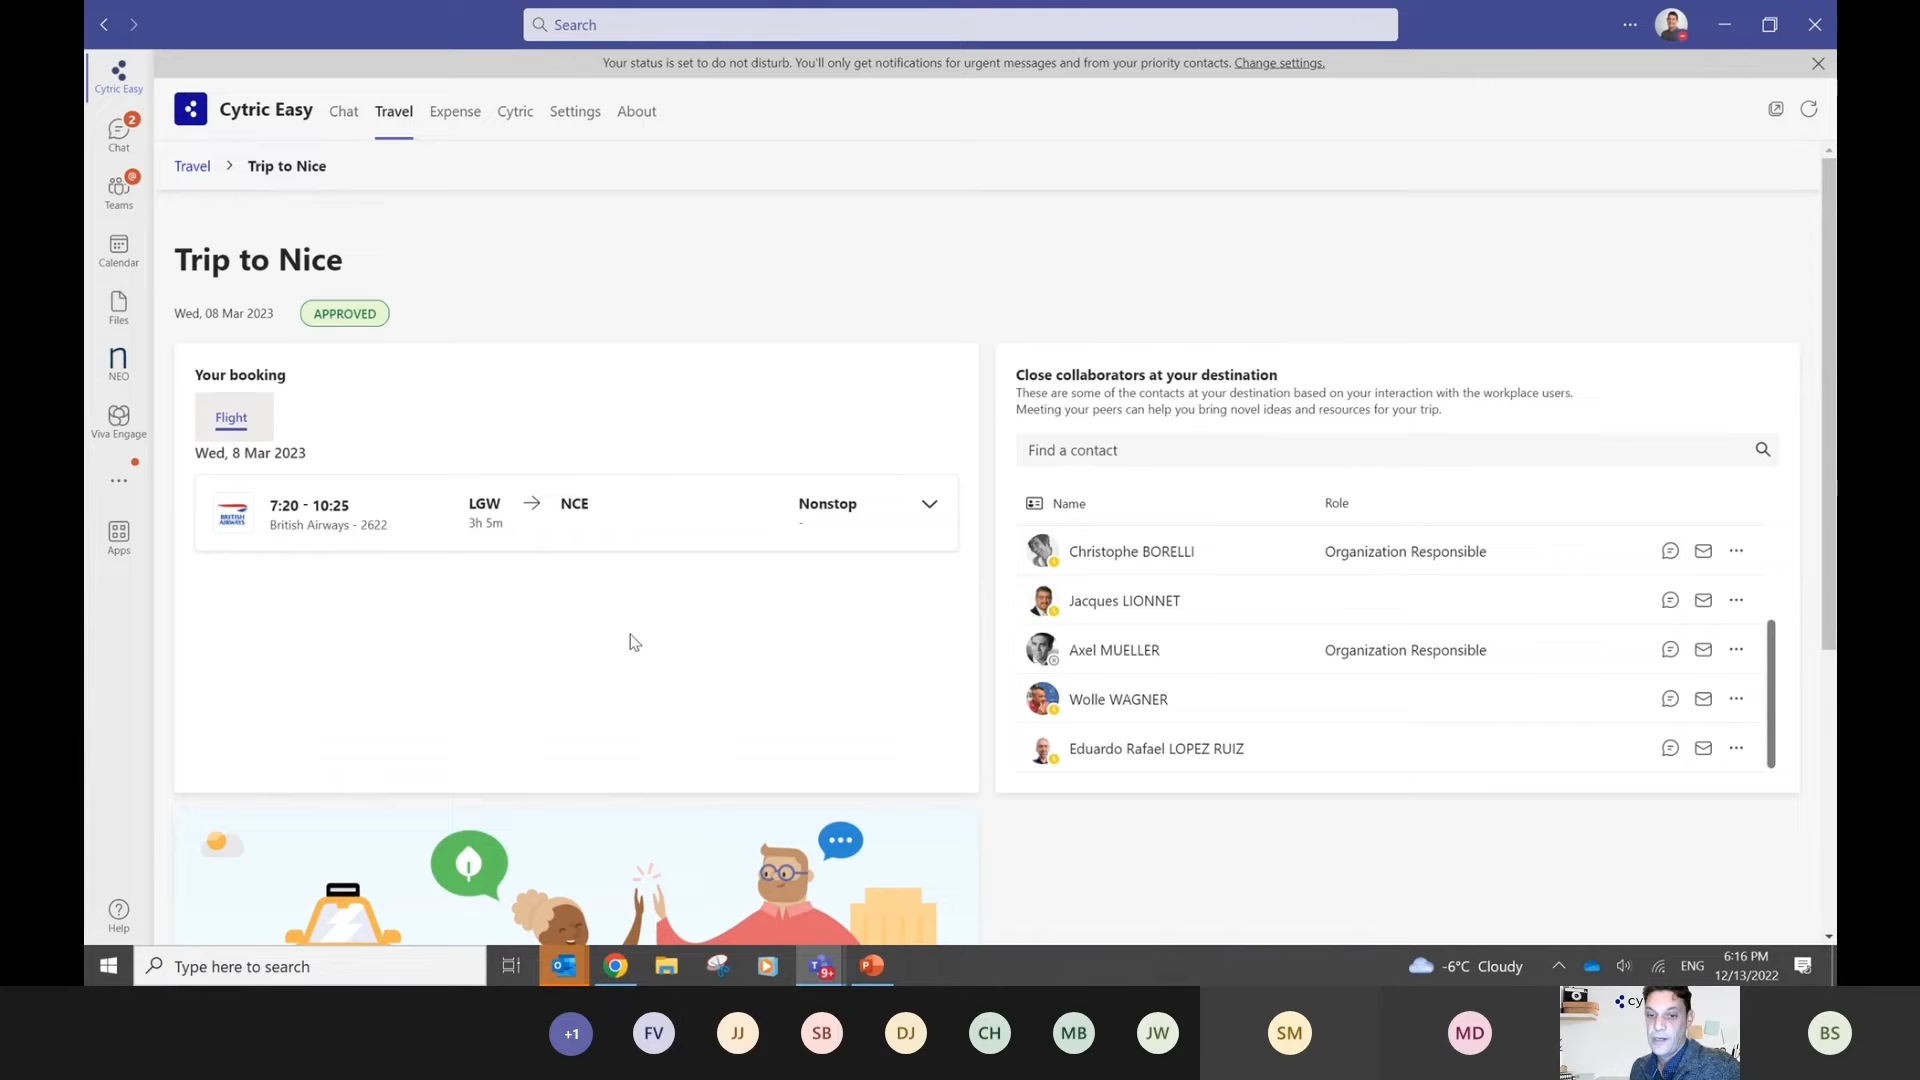 Search
Your status is set to do not disturb. You'll only get notifications for urgent messages and from your priority contacts. Change settings.
Cytric Easy
Cytric Easy
Chat
Travel
Expense
Cytric
Settings
About
2
Chat
Travel > Trip to Nice
@
Teams
Calendar
Files
n
NEO
Viva Engage
...
Apps
Help
Trip to Nice
Wed, 08 Mar 2023
APPROVED
Your booking
Flight
Wed, 8 Mar 2023
BRITISH AIRWAYS
7:20 - 10:25
British Airways - 2622
LGW → NCE
3h 5m
Nonstop
-
Close collaborators at your destination
These are some of the contacts at your destination based on your interaction with the workplace users.
Meeting your peers can help you bring novel ideas and resources for your trip.
Find a contact
Name
Role
Christophe BORELLI
Organization Responsible
Jacques LIONNET
Axel MUELLER
Organization Responsible
Wolle WAGNER
Eduardo Rafael LOPEZ RUIZ
Type here to search
9+
-6°C Cloudy
ENG
6:16 PM
12/13/2022
+1
FV
JJ
SB
DJ
CH
MB
JW
SM
MD
cy
BS